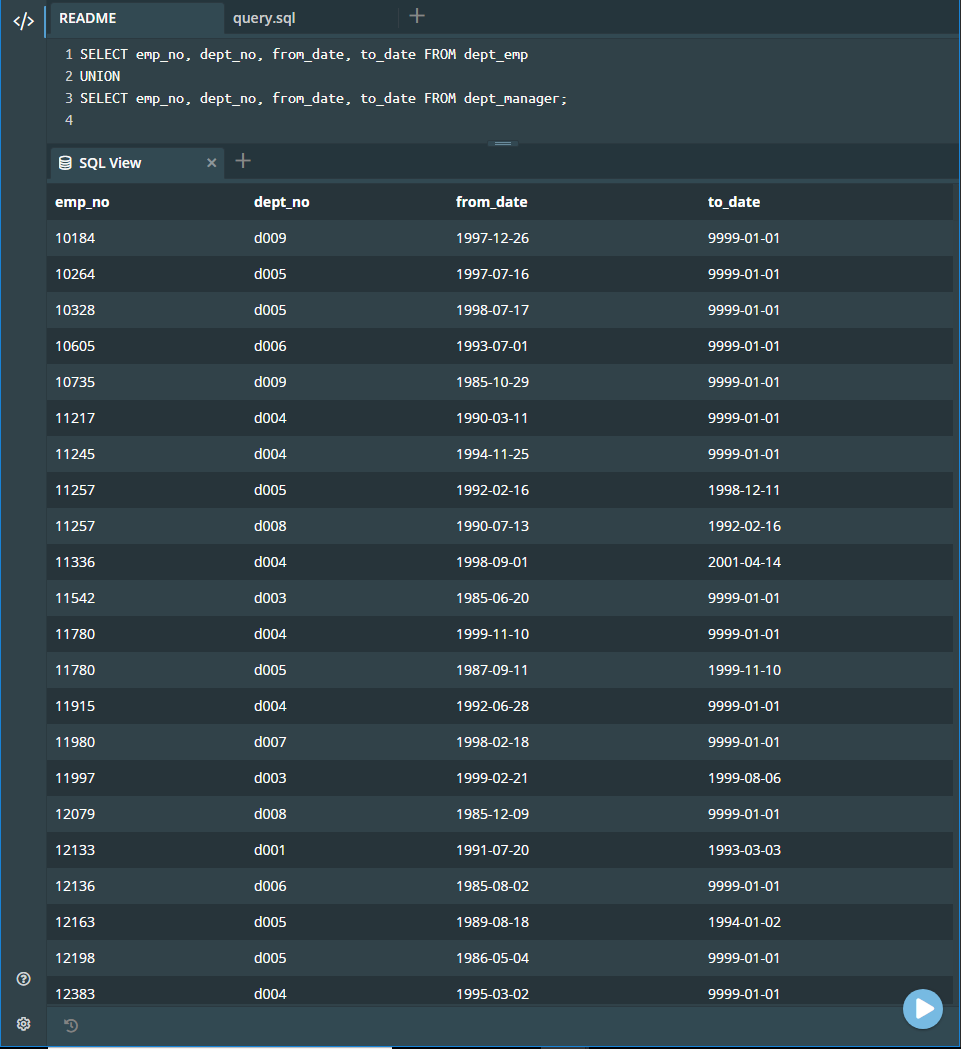 </> README query.sql
1 SELECT emp_no, dept_no, from_date, to_date FROM dept_emp
2 UNION
3 SELECT emp_no, dept_no, from_date, to_date FROM dept_manager;
4
SQL View
emp_no dept_no from_date to_date
10184 d009 1997-12-26 9999-01-01
10264 d005 1997-07-16 9999-01-01
10328 d005 1998-07-17 9999-01-01
10605 d006 1993-07-01 9999-01-01
10735 d009 1985-10-29 9999-01-01
11217 d004 1990-03-11 9999-01-01
11245 d004 1994-11-25 9999-01-01
11257 d005 1992-02-16 1998-12-11
11257 d008 1990-07-13 1992-02-16
11336 d004 1998-09-01 2001-04-14
11542 d003 1985-06-20 9999-01-01
11780 d004 1999-11-10 9999-01-01
11780 d005 1987-09-11 1999-11-10
11915 d004 1992-06-28 9999-01-01
11980 d007 1998-02-18 9999-01-01
11997 d003 1999-02-21 1999-08-06
12079 d008 1985-12-09 9999-01-01
12133 d001 1991-07-20 1993-03-03
12136 d006 1985-08-02 9999-01-01
12163 d005 1989-08-18 1994-01-02
12198 d005 1986-05-04 9999-01-01
12383 d004 1995-03-02 9999-01-01